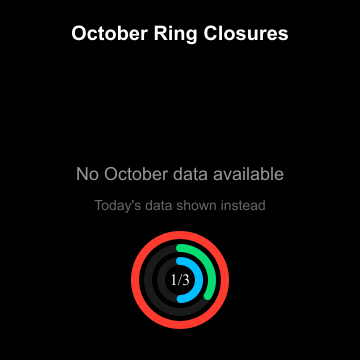 October Ring Closures
No October data available
Today's data shown instead
1/3